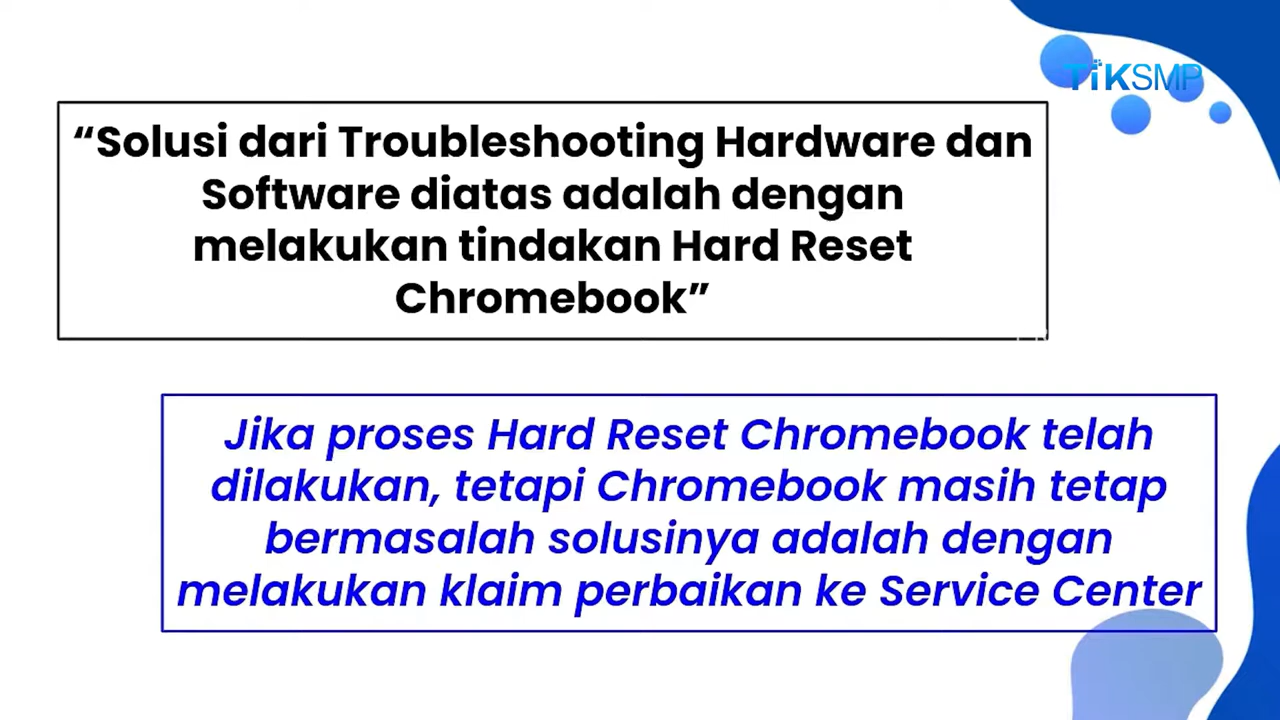 TiKSMP
“Solusi dari Troubleshooting Hardware dan
Software diatas adalah dengan
melakukan tindakan Hard Reset
Chromebook”
Jika proses Hard Reset Chromebook telah
dilakukan, tetapi Chromebook masih tetap
bermasalah solusinya adalah dengan
melakukan klaim perbaikan ke Service Center